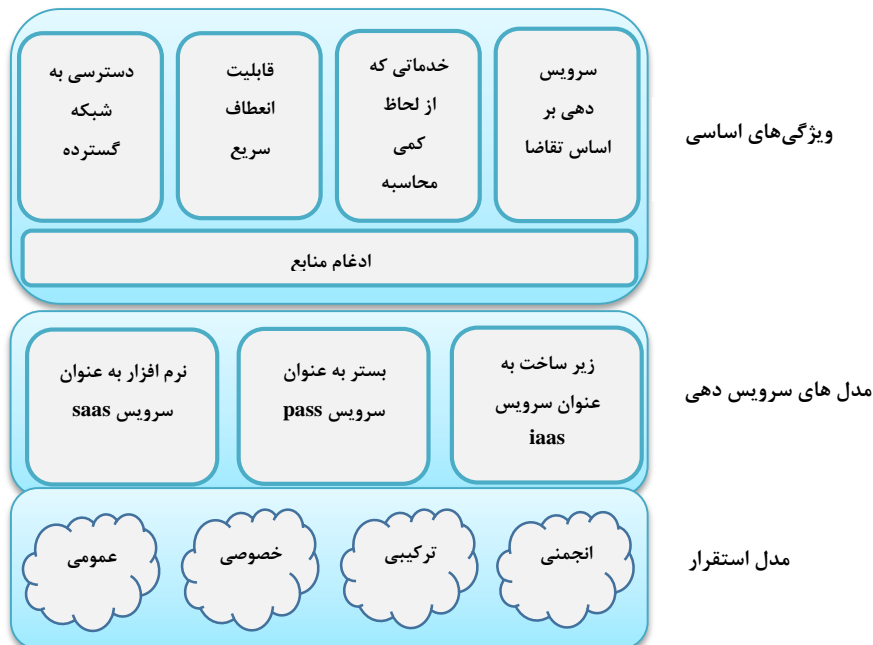 سرویس
دهی بر
اساس تقاضا
خدماتی که
از لحاظ
کمی
محاسبه
قابلیت
انعطاف
سریع
دسترسی به
شبکه
گسترده
ویژگی‌های اساسی
ادغام منابع
زیر ساخت به
عنوان سرویس
iaas
بستر به عنوان
سرویس pass
نرم افزار به عنوان
سرویس saas
مدل های سرویس دهی
انجمنی
ترکیبی
خصوصی
عمومی
مدل استقرار